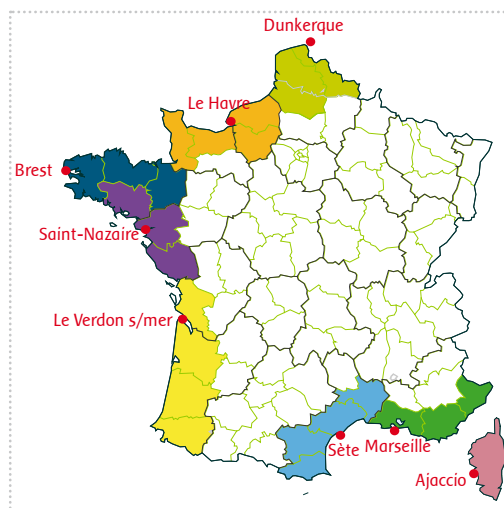 Dunkerque
Le Havre
Brest
Saint-Nazaire
Le Verdon s/mer
Sète
Marseille
Ajaccio